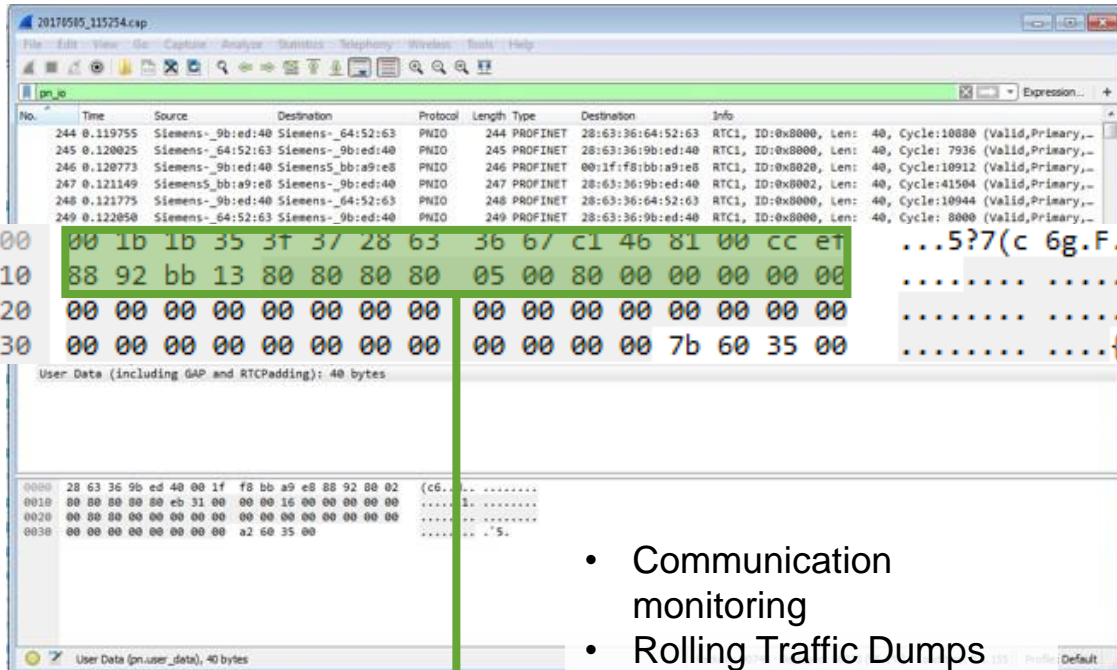 20170505_115254.cap
File Edit View Go Capture Analyze Statistics Telephony Wireless Tools Help
pn_io Expression... +
No. Time Source Destination Protocol Length Type Destination Info
244 0.119755 Siemens-_9b:ed:40 Siemens-_64:52:63 PNIO 244 PROFINET 28:63:36:64:52:63 RTC1, ID:0x8000, Len: 40, Cycle:10880 (Valid,Primary,…
245 0.120025 Siemens-_64:52:63 Siemens-_9b:ed:40 PNIO 245 PROFINET 28:63:36:9b:ed:40 RTC1, ID:0x8000, Len: 40, Cycle: 7936 (Valid,Primary,…
246 0.120773 Siemens-_9b:ed:40 SiemensS_bb:a9:e8 PNIO 246 PROFINET 00:1f:f8:bb:a9:e8 RTC1, ID:0x8020, Len: 40, Cycle:10912 (Valid,Primary,…
247 0.121149 SiemensS_bb:a9:e8 Siemens-_9b:ed:40 PNIO 247 PROFINET 28:63:36:9b:ed:40 RTC1, ID:0x8002, Len: 40, Cycle:41504 (Valid,Primary,…
248 0.121775 Siemens-_9b:ed:40 Siemens-_64:52:63 PNIO 248 PROFINET 28:63:36:64:52:63 RTC1, ID:0x8000, Len: 40, Cycle:10944 (Valid,Primary,…
249 0.122050 Siemens-_64:52:63 Siemens-_9b:ed:40 PNIO 249 PROFINET 28:63:36:9b:ed:40 RTC1, ID:0x8000, Len: 40, Cycle: 8000 (Valid,Primary,…
00 00 1b 1b 35 3f 37 28 63 36 67 c1 46 81 00 cc ef ...5?7(c 6g.F.
10 88 92 bb 13 80 80 80 80 05 00 80 00 00 00 00 00 ........ ......
20 00 00 00 00 00 00 00 00 00 00 00 00 00 00 00 00 ........ ......
30 00 00 00 00 00 00 00 00 00 00 00 00 7b 60 35 00 ........ ....{
User Data (including GAP and RTCPadding): 40 bytes
0000 28 63 36 9b ed 40 00 1f f8 bb a9 e8 88 92 80 02 (c6..@.. ........
0010 80 80 80 80 80 eb 31 00 00 00 16 00 00 00 00 00 ......1. ........
0020 00 80 80 00 00 00 00 00 00 00 00 00 00 00 00 00 ........ ........
0030 00 00 00 00 00 00 00 00 a2 60 35 00 ........ .`5.
• Communication
monitoring
• Rolling Traffic Dumps
User Data (pn.user_data), 40 bytes Profile: Default